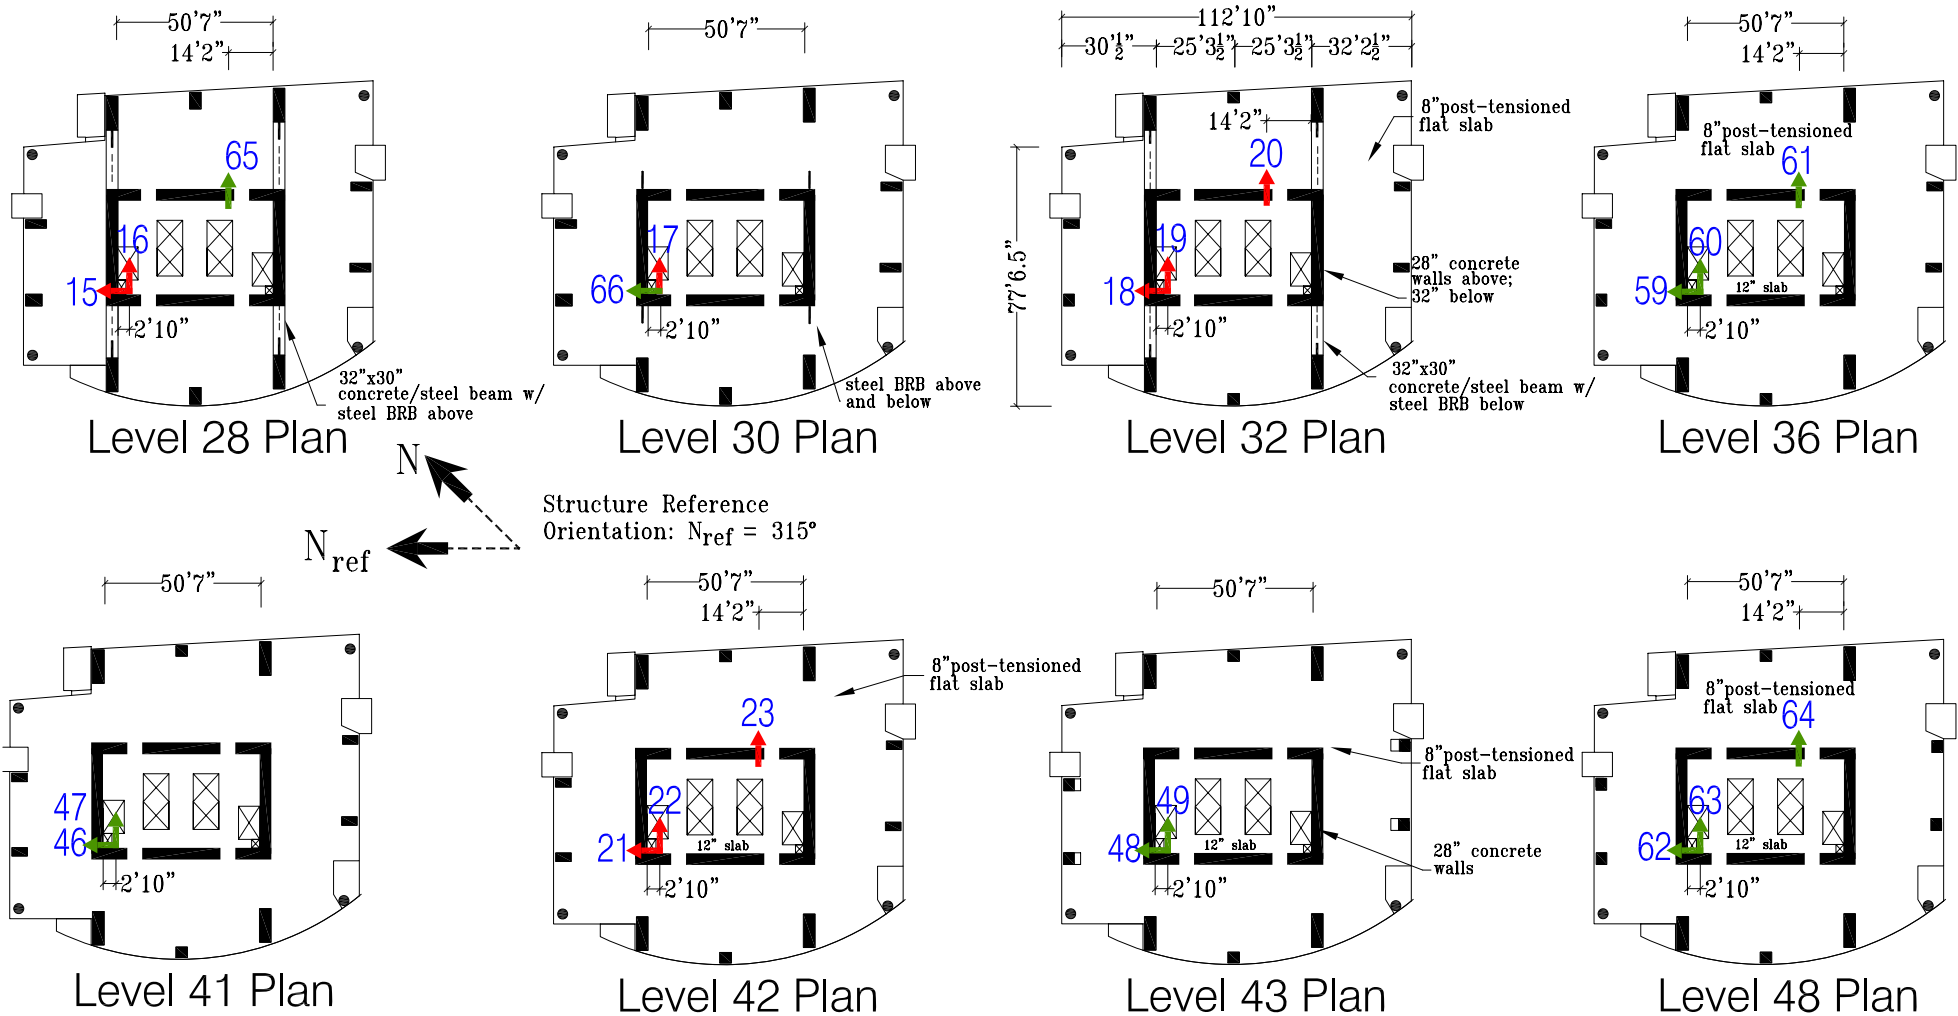 50'7"
14'2"
65
16
15
2'10"
32"x30"
concrete/steel beam w/
steel BRB above
Level 28 Plan
50'7"
17
66
2'10"
steel BRB above
and below
Level 30 Plan
112'10"
30'½"
25'3½"
25'3½"
32'2½"
14'2"
8"post-tensioned
flat slab
20
19
18
77'6.5"
28" concrete
walls above;
32" below
2'10"
32"x30"
concrete/steel beam w/
steel BRB below
Level 32 Plan
50'7"
14'2"
8"post-tensioned
flat slab
61
60
59
12" slab
2'10"
Level 36 Plan
N
Nref
Structure Reference
Orientation: Nref = 315°
50'7"
47
46
2'10"
Level 41 Plan
50'7"
14'2"
8"post-tensioned
flat slab
23
22
21
12" slab
2'10"
Level 42 Plan
50'7"
8"post-tensioned
flat slab
49
48
12" slab
28" concrete
walls
2'10"
Level 43 Plan
50'7"
14'2"
8"post-tensioned
flat slab
64
63
62
12" slab
2'10"
Level 48 Plan